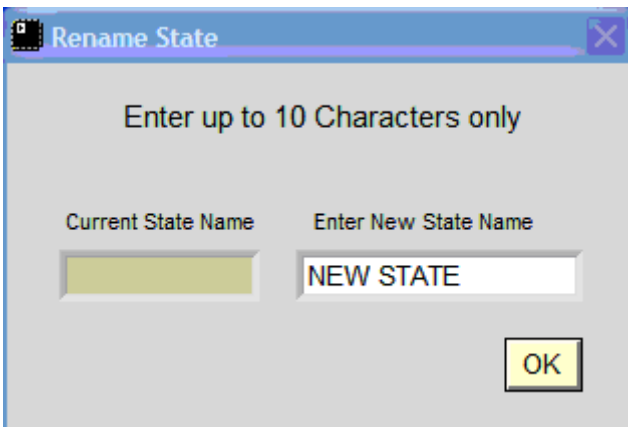 Rename State
Enter up to 10 Characters only
Current State Name
Enter New State Name
NEW STATE
OK